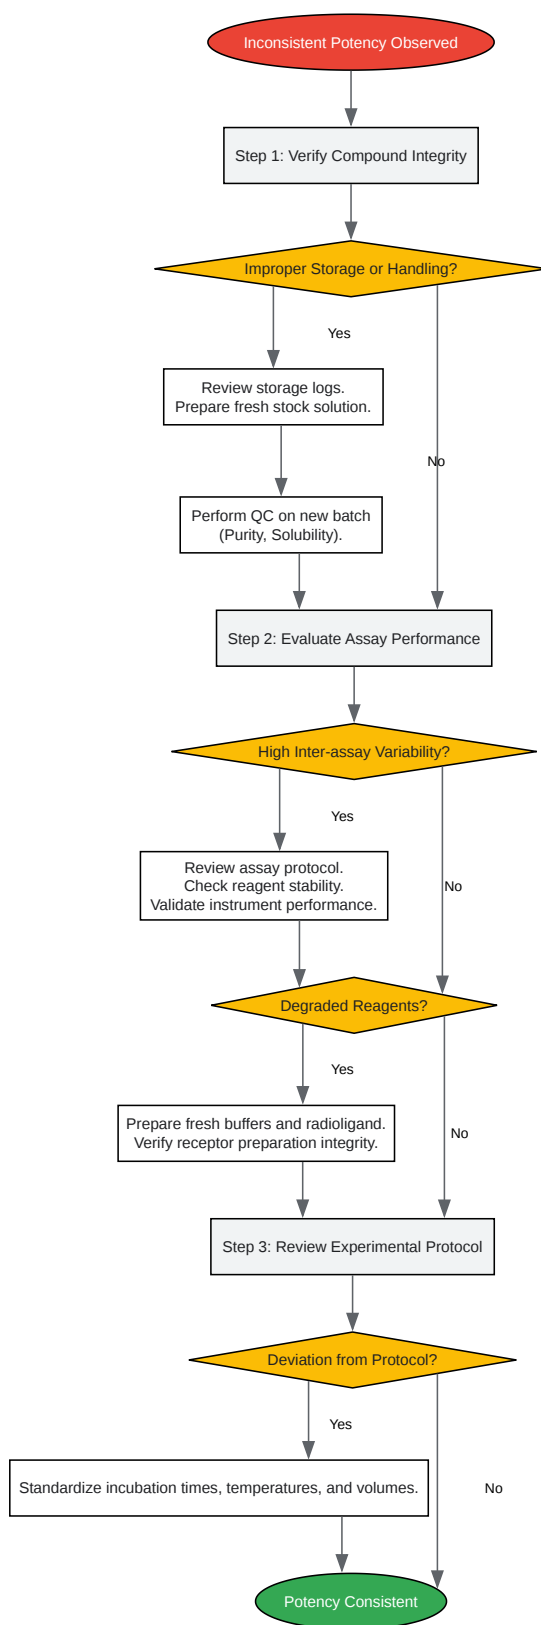 Inconsistent Potency Observed
Step 1: Verify Compound Integrity
Improper Storage or Handling?
Yes
Review storage logs.
Prepare fresh stock solution.
No
Perform QC on new batch
(Purity, Solubility).
Step 2: Evaluate Assay Performance
High Inter-assay Variability?
Yes
Review assay protocol.
Check reagent stability.
Validate instrument performance.
No
Degraded Reagents?
Yes
Prepare fresh buffers and radioligand.
Verify receptor preparation integrity.
No
Step 3: Review Experimental Protocol
Deviation from Protocol?
Yes
Standardize incubation times, temperatures, and volumes.
No
Potency Consistent